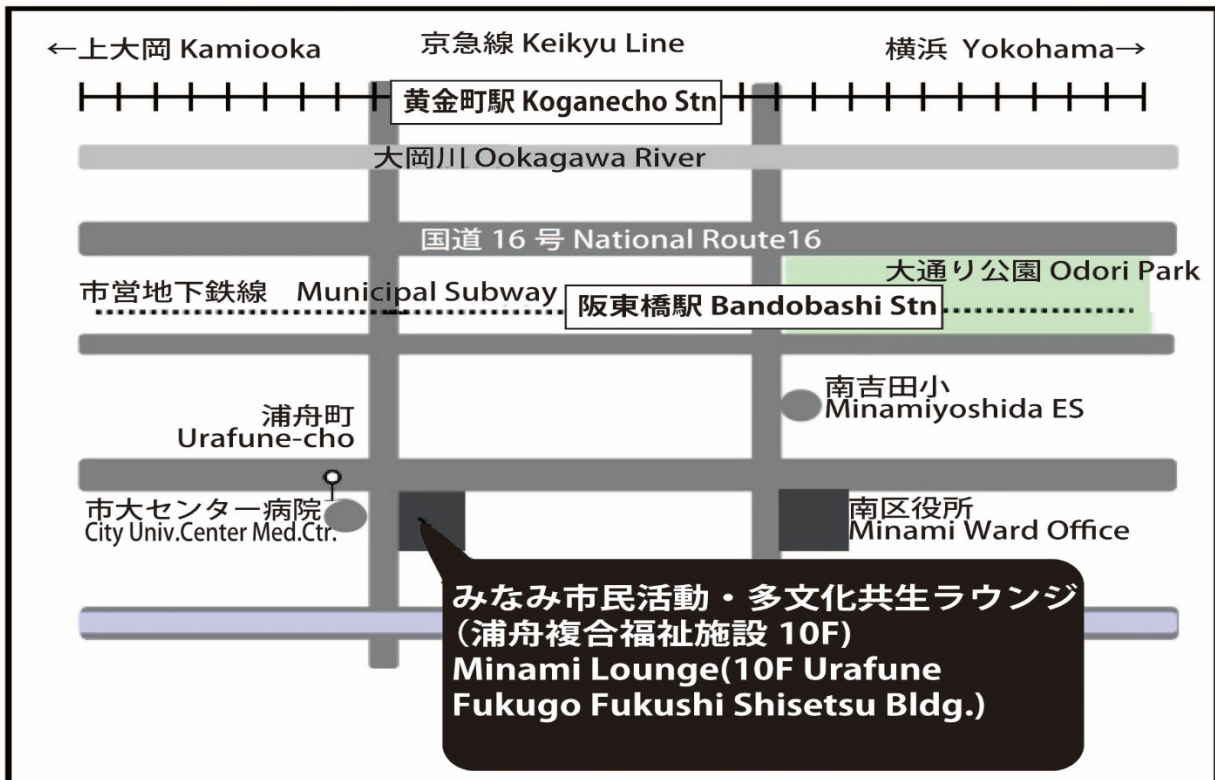 ←上大岡 Kamiooka
京急線 Keikyu Line
横浜 Yokohama→
黄金町駅 Koganecho Stn
大岡川 Ookagawa River
国道 16 号 National Route16
大通り公園 Odori Park
市営地下鉄線 Municipal Subway
阪東橋駅 Bandobashi Stn
南吉田小
Minamiyoshida ES
浦舟町
Urafune-cho
市大センター病院
City Univ.Center Med.Ctr.
南区役所
Minami Ward Office
みなみ市民活動・多文化共生ラウンジ
（浦舟複合福祉施設 10F)
Minami Lounge(10F Urafune
Fukugo Fukushi Shisetsu Bldg.)